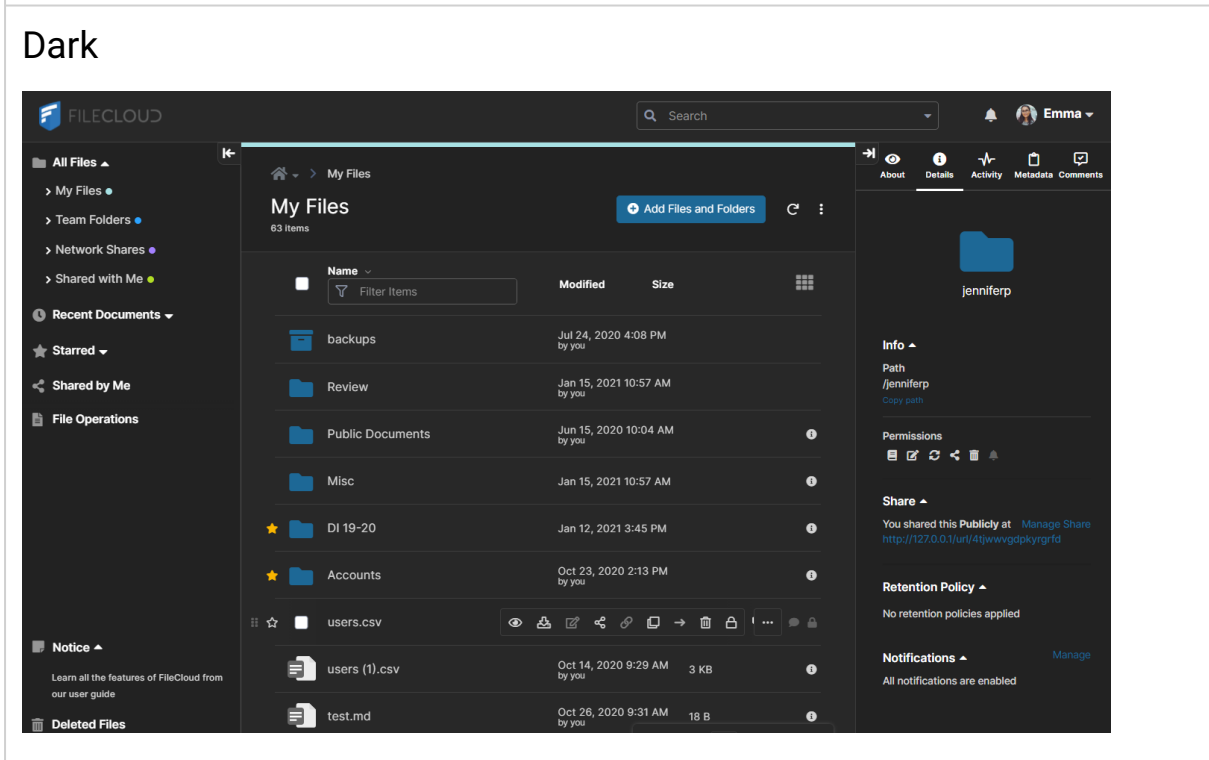 Dark
FILECLOUD
Search
Emma
All Files
My Files
Team Folders
Network Shares
Shared with Me
Recent Documents
Starred
Shared by Me
File Operations
Notice
Learn all the features of FileCloud from
our user guide
Deleted Files
My Files
My Files
63 items
Add Files and Folders
Name
Filter Items
Modified
Size
backups
Jul 24, 2020 4:08 PM
by you
Review
Jan 15, 2021 10:57 AM
by you
Public Documents
Jun 15, 2020 10:04 AM
by you
Misc
Jan 15, 2021 10:57 AM
DI 19-20
Jan 12, 2021 3:45 PM
Accounts
Oct 23, 2020 2:13 PM
by you
users.csv
users (1).csv
Oct 14, 2020 9:29 AM
by you
3 KB
test.md
Oct 26, 2020 9:31 AM
by you
18 B
About
Details
Activity
Metadata
Comments
jenniferp
Info
Path
/jenniferp
Copy path
Permissions
Share
You shared this Publicly at
Manage Share
http://127.0.0.1/url/4tjwwvgdpkyrgrfd
Retention Policy
No retention policies applied
Notifications
Manage
All notifications are enabled